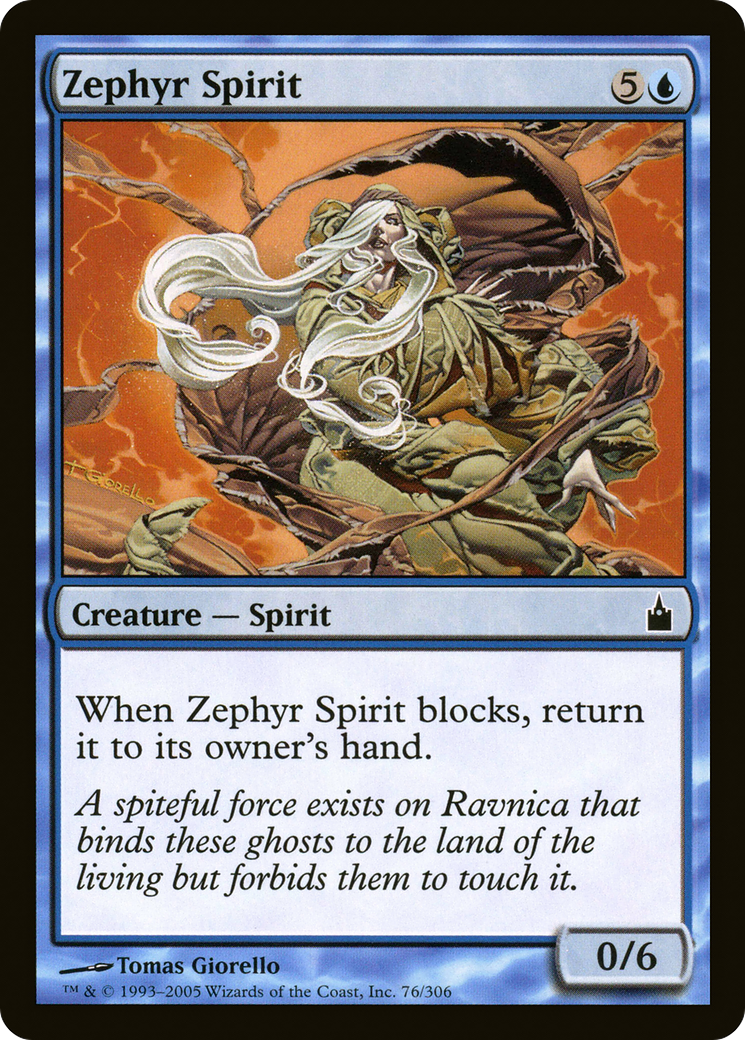 Zephyr Spirit 5
T. GIORELLO
Creature — Spirit
When Zephyr Spirit blocks, return
it to its owner's hand.
A spiteful force exists on Ravnica that
binds these ghosts to the land of the
living but forbids them to touch it.
0/6
Tomas Giorello
™ & © 1993–2005 Wizards of the Coast, Inc. 76/306